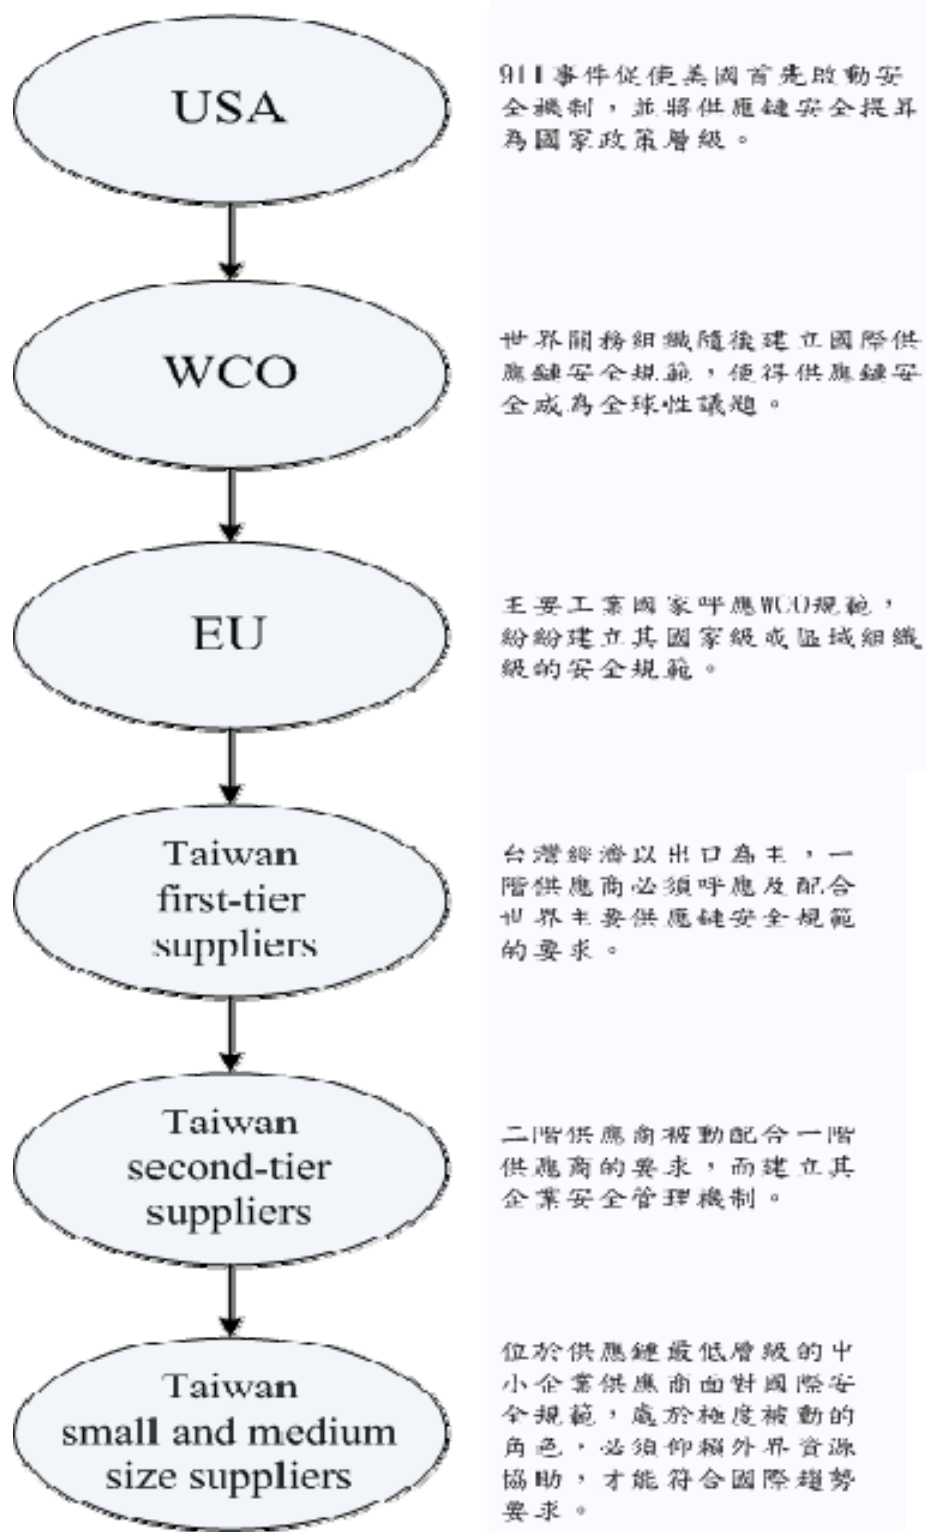 USA
911事件促使美國首先啟動安
全機制，並將供應鏈安全提昇
為國家政策層級。
WCO
世界關務組織隨後建立國際供
應鏈安全規範，使得供應鏈安
全成為全球性議題。
EU
主要工業國家呼應WCO規範，
紛紛建立其國家級或區域組織
級的安全規範。
Taiwan
first-tier
suppliers
台灣經濟以出口為主，一
階供應商必須呼應及配合
世界主要供應鏈安全規範
的要求。
Taiwan
second-tier
suppliers
二階供應商被動配合一階
供應商的要求，而建立其
企業安全管理機制。
Taiwan
small and medium
size suppliers
位於供應鏈最低層級的中
小企業供應商面對國際安
全規範，處於極度被動的
角色，必須仰賴外界資源
協助，才能符合國際趨勢
要求。